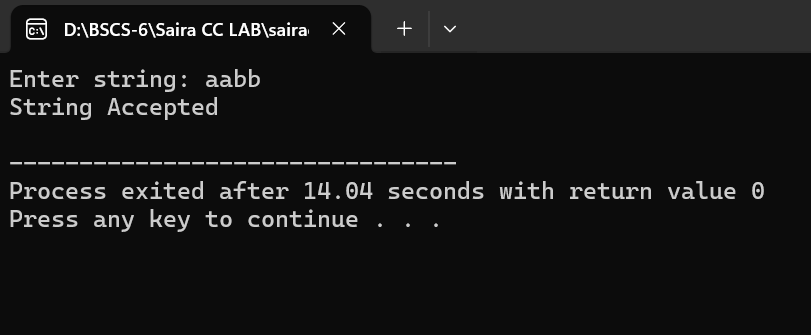 D:\BSCS-6\Saira CC LAB\saira
Enter string: aabb
String Accepted
--------------------------------
Process exited after 14.04 seconds with return value 0
Press any key to continue . . .